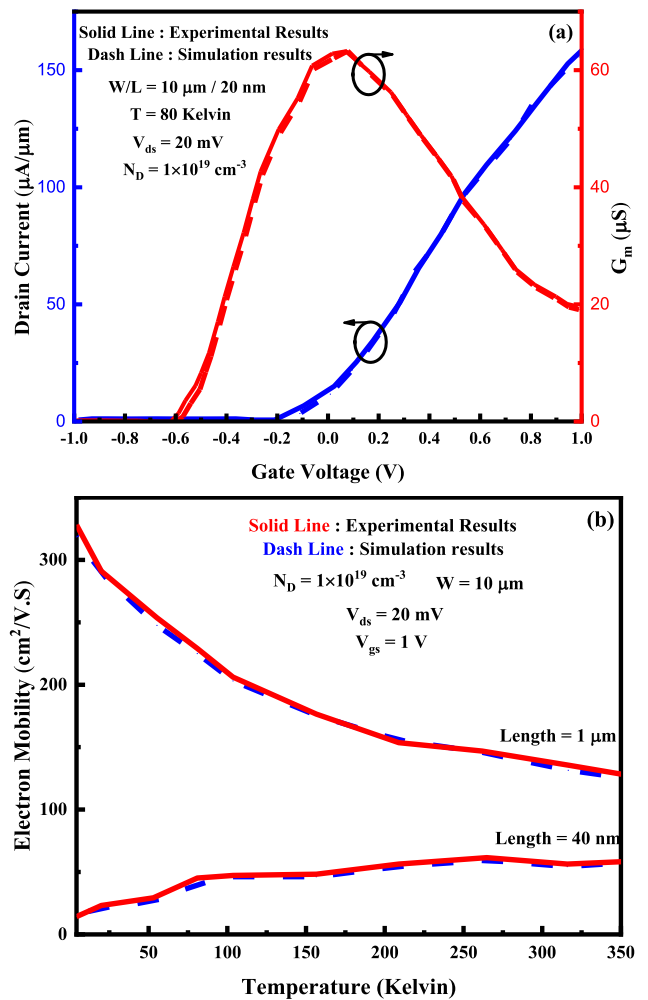 Solid Line : Experimental Results
(a)
Dash Line : Simulation results
W/L = 10 μm / 20 nm
T = 80 Kelvin
V_ds = 20 mV
N_D = 1×10^19 cm^-3
150
100
50
0
Drain Current (μA/μm)
60
40
20
0
G_m (μS)
-1.0 -0.8 -0.6 -0.4 -0.2 0.0 0.2 0.4 0.6 0.8 1.0
Gate Voltage (V)
(b)
Solid Line : Experimental Results
Dash Line : Simulation results
N_D = 1×10^19 cm^-3 W = 10 μm
V_ds = 20 mV
V_gs = 1 V
Length = 1 μm
Length = 40 nm
300
200
100
0
Electron Mobility (cm^2/V.S)
50 100 150 200 250 300 350
Temperature (Kelvin)